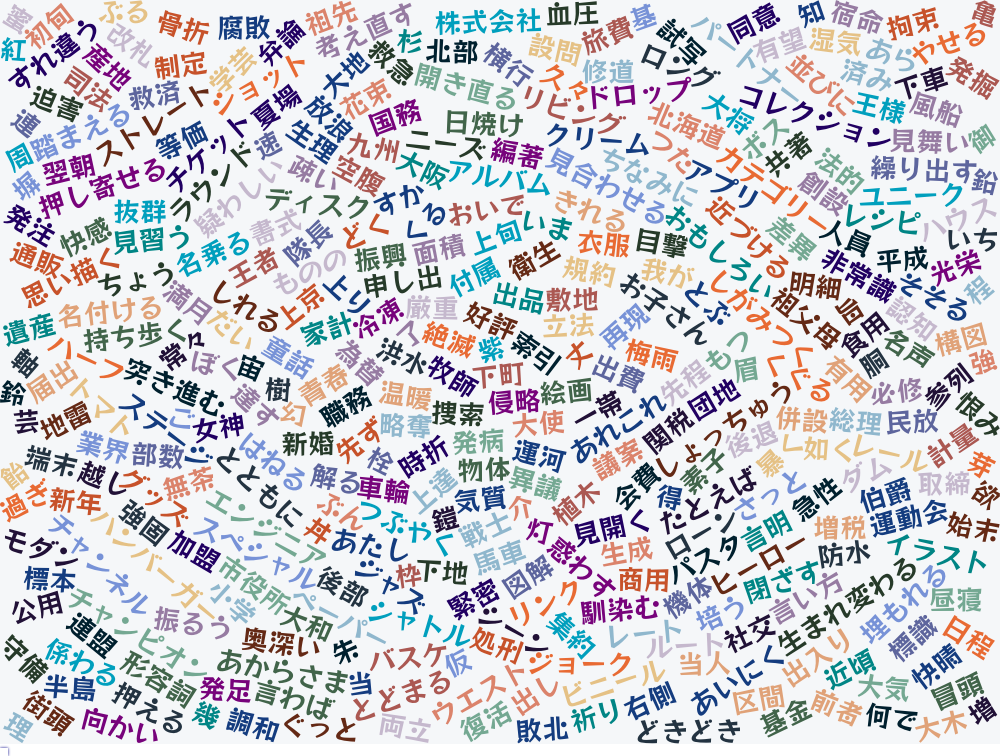 初回
ぶる
骨折
腐敗
弁論
祖先
考え直す
株式会社
血圧
旅費
基
試写
パートナー
同意
知
宿命
拘束
亀
紅
すれ違う
改札
制定
学芸
ショット
大地
救急
杉
北部
横行
設問
久々
修道
ロング
有望
湿気
あら
やせる
産地
司法
救済
ストレート
夏場
放浪
花束
開き直る
リビング
ドロップ
並びに
済み
下車
発掘
迫害
連
踏まえる
等価
チケット
生理
国務
日焼け
クリーム
北海道
大将
コレクション
王様
風船
周
翌朝
押し寄せる
ラウンド
速
九州
ニーズ
編著
見合わせる
つた
ボス
共著
見舞い
御
塀
抜群
疑わしい
疎い
空腹
大阪
アルバム
ちなみに
アプリ
カテゴリー
法的
創設
繰り出す
鉛
発注
快感
見習う
名乗る
書式
ディスク
すか
くる
おいで
いま
きれる
おもしろい
近づける
差異
レシピ
ユニーク
ハウス
通販
思い描く
ちょう
王者
隊長
どく
振興
面積
上旬
衛生
衣服
目撃
人員
平成
いち
名付ける
満月
ものの
申し出
付属
規約
我が
しがみつく
明細
非常識
光栄
遺産
持ち歩く
だい
しれる
上京
上り
冷凍
厳重
出品
敷地
お子さん
とぶ
祖父母
缶
認知
そそる
程
家計
絶滅
好評
立法
再現
食用
名声
構図
軸
ハーフ
堂々
ぼく
宙
童話
為替
洪水
紫
索引
丈
出費
梅雨
先程
もつ
眉
くぐる
有用
胴
強
鈴
届出
トマト
突き進む
達す
樹
幻
青春
温暖
牧師
下町
絵画
一帯
団地
必修
参列
恨み
芸
地雷
ステージ
ご
女神
職務
略奪
捜索
侵略
大使
あれこれ
関税
しょっちゅう
併設
総理
民放
業界
部数
はねる
新婚
先ず
栓
時折
発病
運河
議案
素子
後退
如く
レール
計量
飴
端末
越し
グッズ
無茶
とともに
解る
車輪
上達
物体
昇議
植木
会費
得
たとえば
暴
ダム
取締
芽
欲
過ぎ
新年
強固
エンジニア
丼
ぶん
つぶやく
鎧
気質
介
灯
見開く
ローン
さっと
急性
伯爵
運動会
始末
モダン
チャンネル
ハンバーガー
加盟
スペシャル
あたし
戦士
惑わす
生成
パスタ
言明
増税
防水
イラスト
標本
市役所
後部
ジャズ
枠
下地
馬車
図解
商用
機体
ヒーロー
閉ざす
生まれ変わる
公用
チャンピオン
小学
大和
ペーパー
シャトル
緊密
シーン
リンク
集約
馴染む
培う
言い方
埋もれる
昼寝
守備
連盟
振るう
奥深い
失
バスケ
仮
処刑
ジョーク
レート
ルート
社交
標識
日程
係わる
形容詞
あからさま
当
とどまる
ウエスト
ビニール
当人
出入り
近頃
快晴
半島
押える
発足
言わば
出し
右側
あいにく
区間
大気
冒頭
街頭
向かい
幾
調和
ぐっと
両立
復活
敗北
祈り
どきどき
基金
前者
何で
大木
増
理